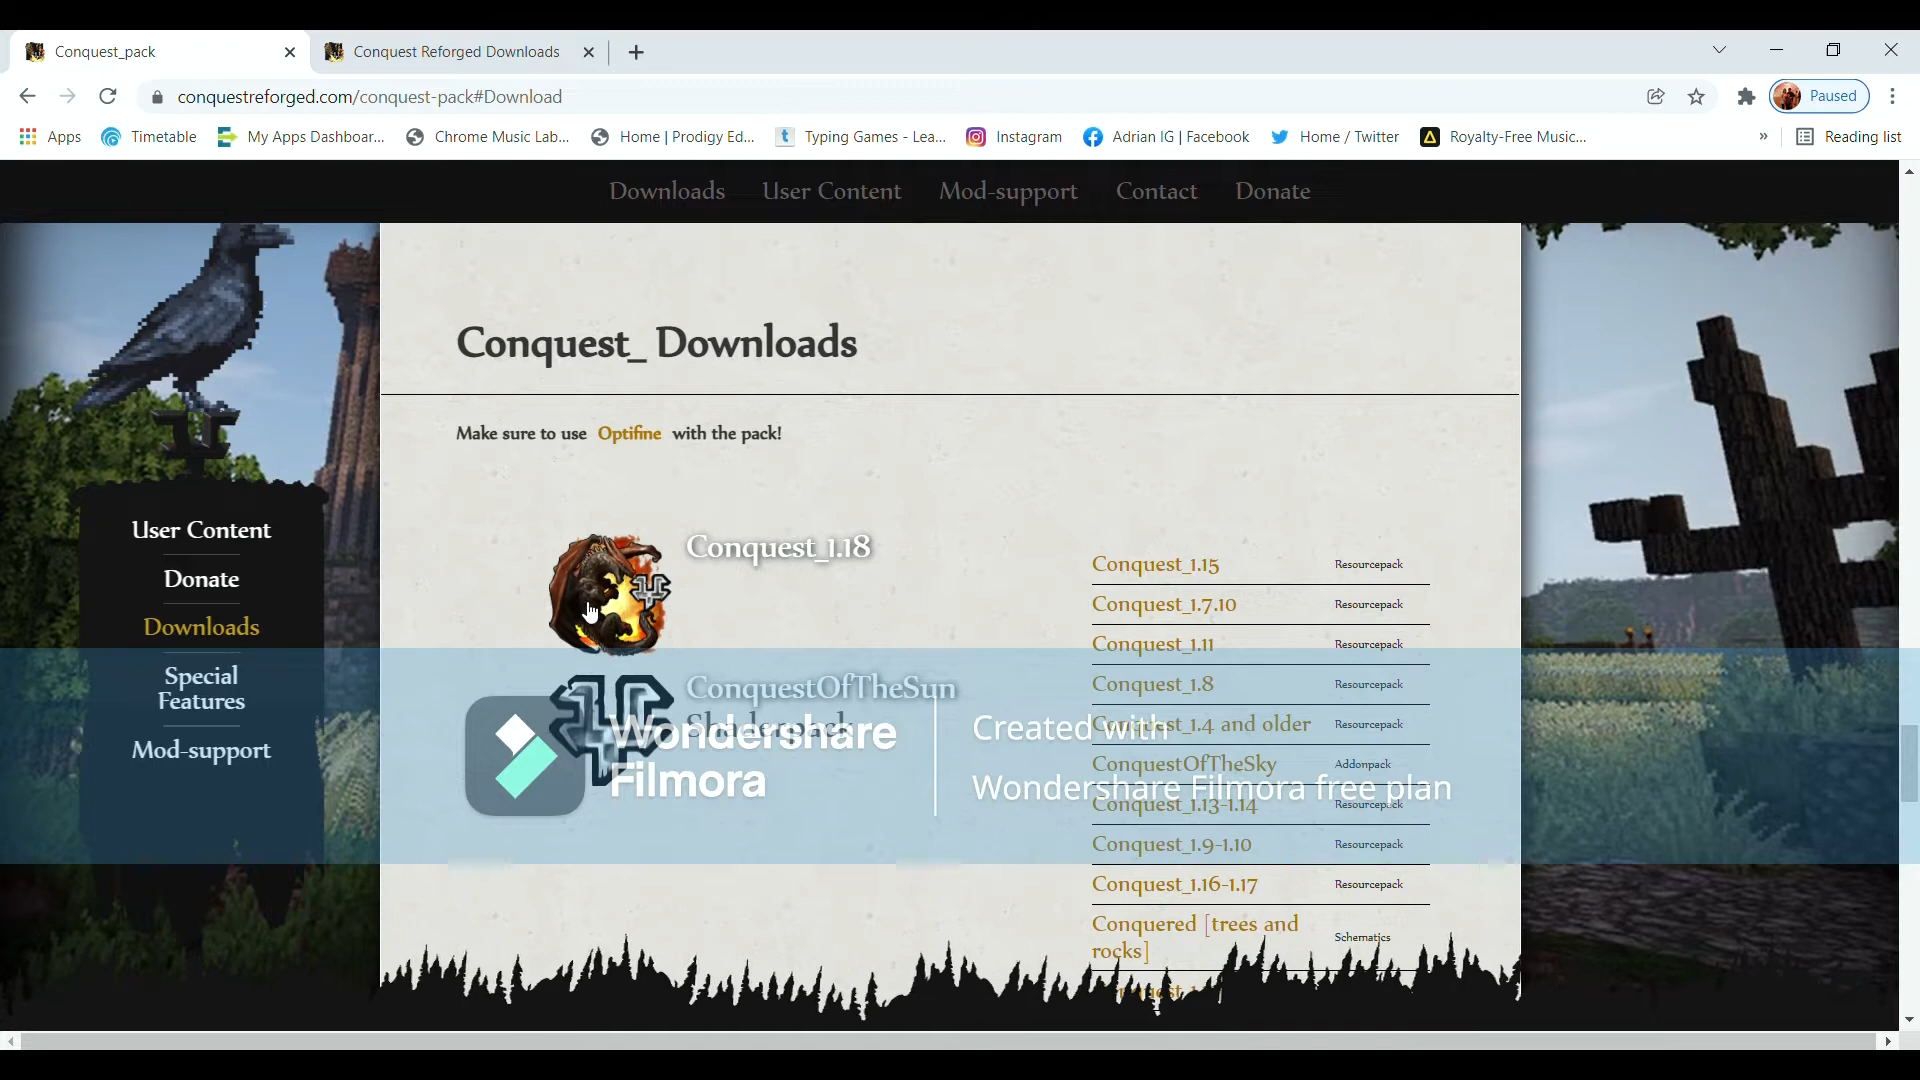 Conquest_pack
Conquest Reforged Downloads
conquestreforged.com/conquest-pack#Download
Paused
Apps
Timetable
My Apps Dashboar...
Chrome Music Lab...
Home | Prodigy Ed...
Typing Games - Lea...
Instagram
Adrian IG | Facebook
Home / Twitter
Royalty-Free Music...
»
Reading list
Downloads
User Content
Mod-support
Contact
Donate
Conquest_ Downloads
Make sure to use Optifine with the pack!
User Content
Donate
Downloads
Special
Features
Mod-support
Conquest_1.18
ConquestOfTheSun
Shaderpack
Conquest_1.15 Resourcepack
Conquest_1.7.10 Resourcepack
Conquest_1.11 Resourcepack
Conquest_1.8 Resourcepack
Conquest_1.4 and older Resourcepack
ConquestOfTheSky Addonpack
Conquest_1.13-1.14 Resourcepack
Conquest_1.9-1.10 Resourcepack
Conquest_1.16-1.17 Resourcepack
Conquered [trees and
rocks] Schematics
Wondershare
Filmora
Created with
Wondershare Filmora free plan